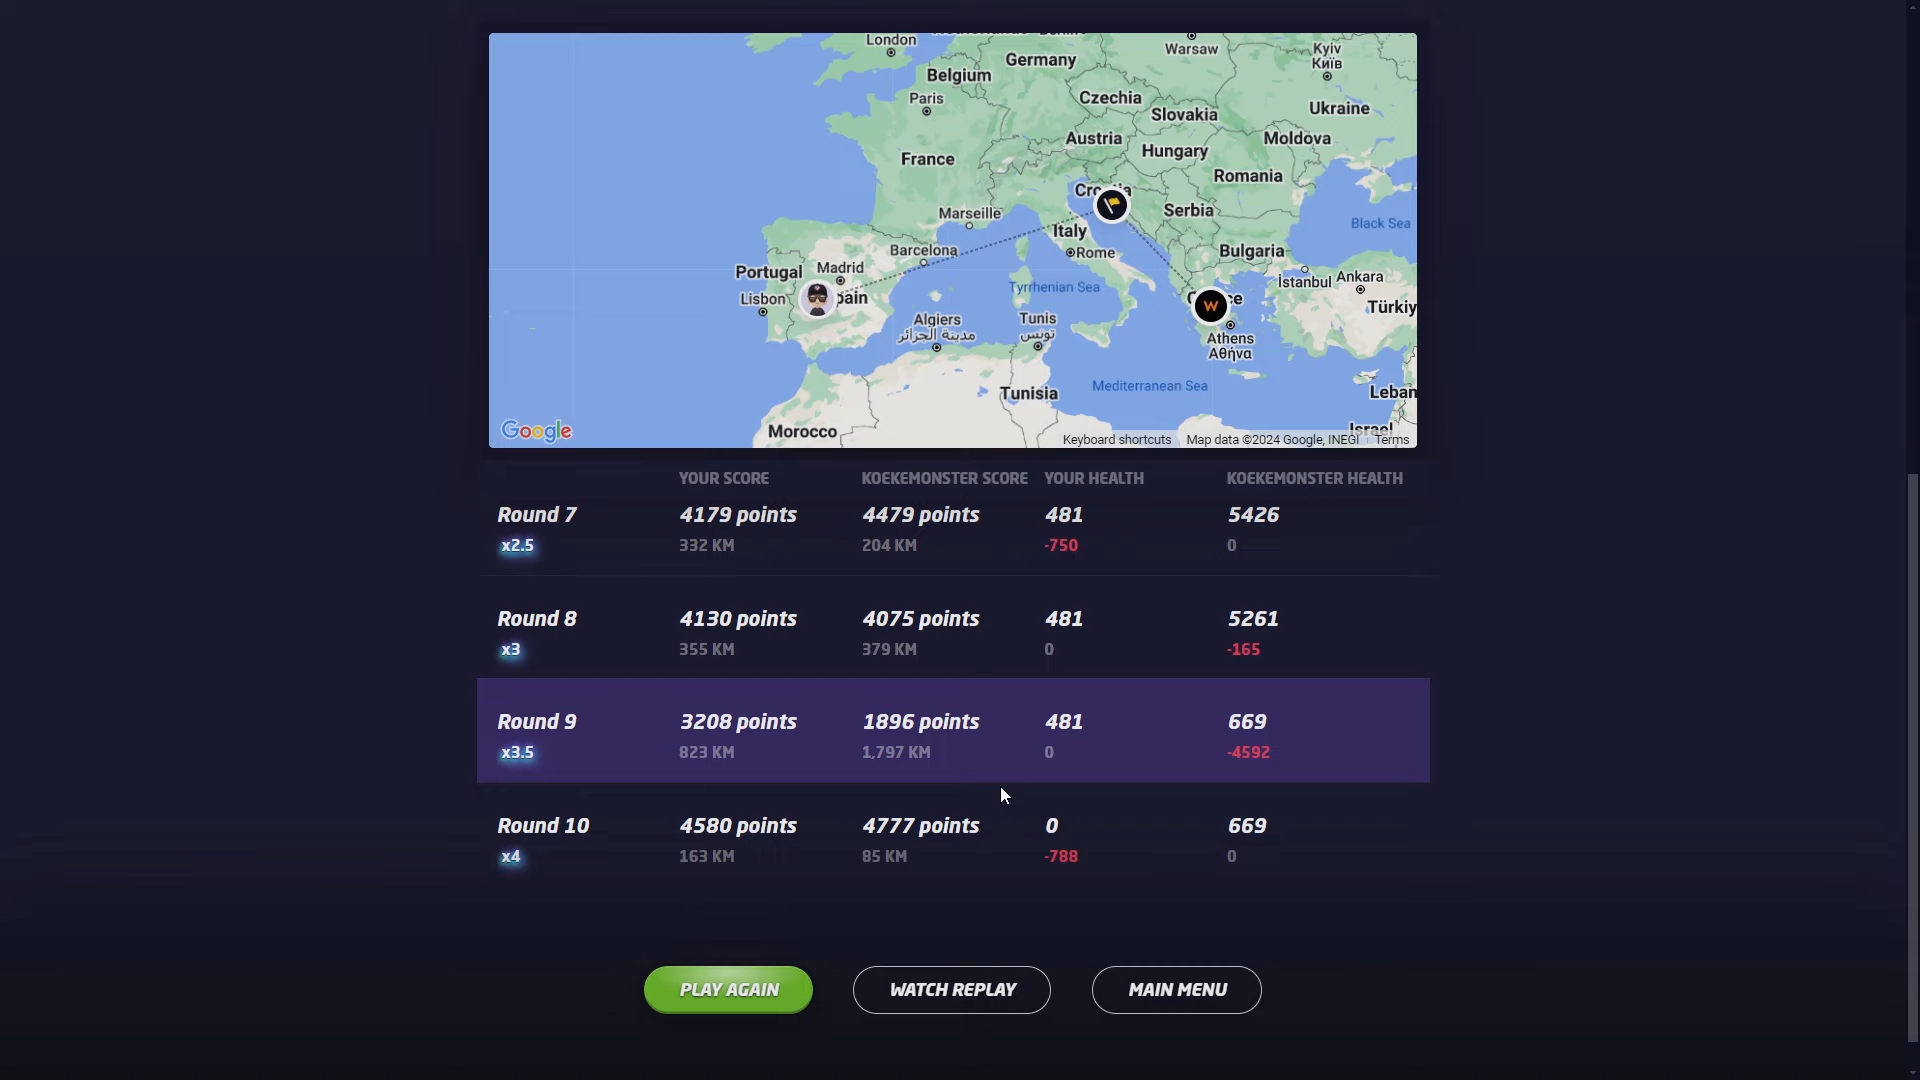 London
Warsaw
Kyiv
Київ
Germany
Belgium
Paris
Czechia
Ukraine
Slovakia
Austria
Moldova
Hungary
France
Romania
Croatia
Serbia
Marseille
Black Sea
Italy
Barcelona
Rome
Bulgaria
Portugal
Madrid
İstanbul
Ankara
Tyrrhenian Sea
Lisbon
pain
ce
Türkiy
Algiers
مدينة الجزائر
Tunis
تونس
Athens
Αθήνα
W
Mediterranean Sea
Tunisia
Leban
Morocco
Israel
Google
Keyboard shortcuts
Map data ©2024 Google, INEGI
Terms
YOUR SCORE KOEKEMONSTER SCORE YOUR HEALTH KOEKEMONSTER HEALTH
Round 7 4179 points 4479 points 481 5426
x2.5 332 KM 204 KM -750 0
Round 8 4130 points 4075 points 481 5261
x3 355 KM 379 KM 0 -165
Round 9 3208 points 1896 points 481 669
x3.5 823 KM 1,797 KM 0 -4592
Round 10 4580 points 4777 points 0 669
x4 163 KM 85 KM -788 0
PLAY AGAIN WATCH REPLAY MAIN MENU